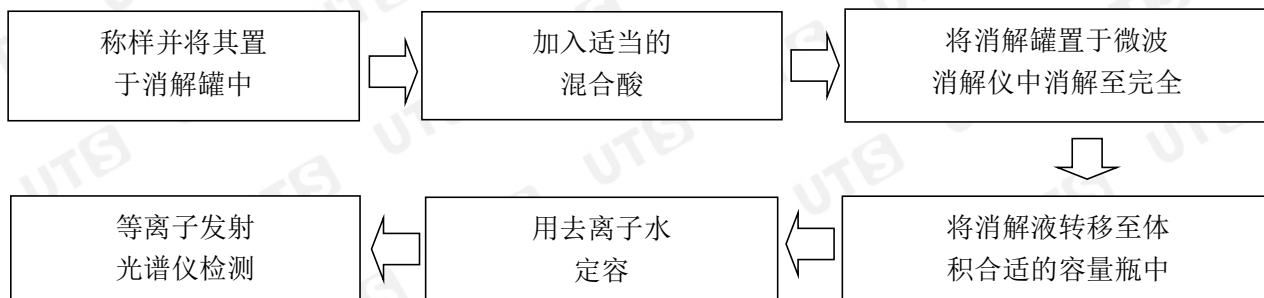 称样并将其置
于消解罐中
加入适当的
混合酸
将消解罐置于微波
消解仪中消解至完全
将消解液转移至体
积合适的容量瓶中
用去离子水
定容
等离子发射
光谱仪检测